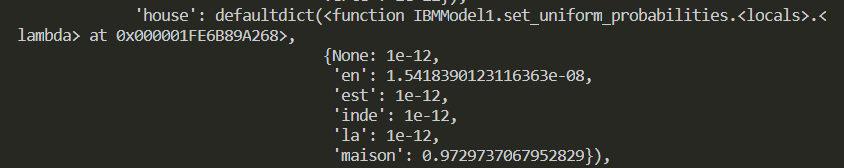 'house': defaultdict(<function IBMModel1.set_uniform_probabilities.<locals>.<
lambda> at 0x000001FE6B89A268>,
{None: 1e-12,
'en': 1.5418390123116363e-08,
'est': 1e-12,
'inde': 1e-12,
'la': 1e-12,
'maison': 0.9729737067952829}),